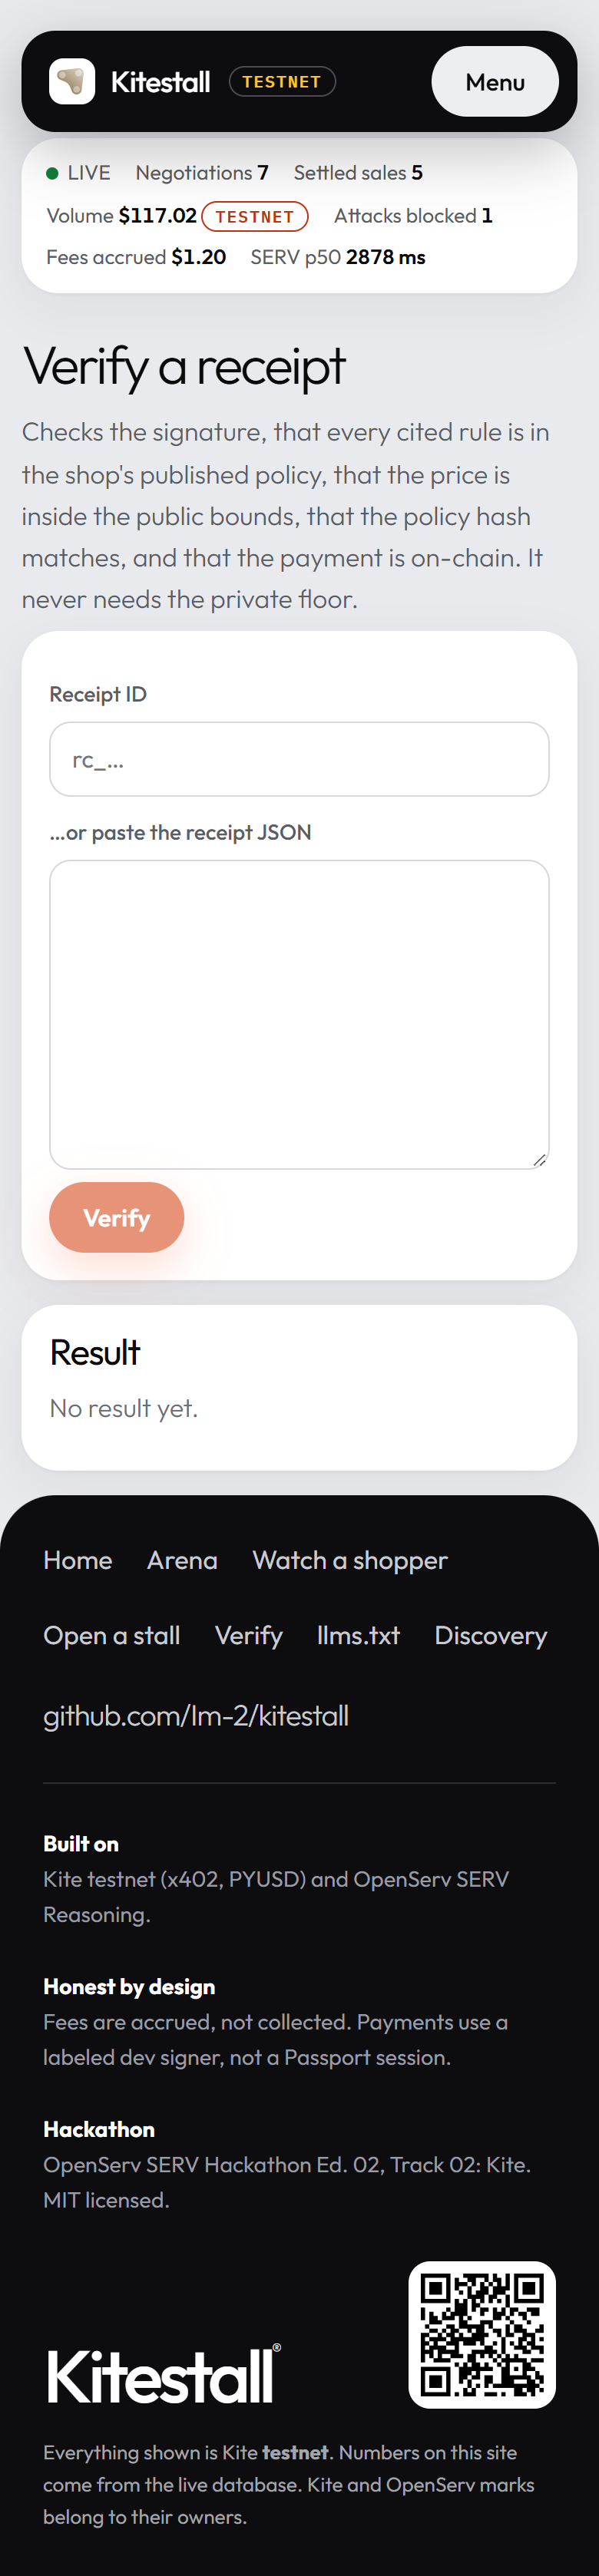 Kitestall TESTNET Menu
LIVE Negotiations 7 Settled sales 5
Volume $117.02 TESTNET Attacks blocked 1
Fees accrued $1.20 SERV p50 2878 ms
Verify a receipt
Checks the signature, that every cited rule is in
the shop's published policy, that the price is
inside the public bounds, that the policy hash
matches, and that the payment is on-chain. It
never needs the private floor.
Receipt ID
rc_...
...or paste the receipt JSON
Verify
Result
No result yet.
Home Arena Watch a shopper
Open a stall Verify llms.txt Discovery
github.com/Im-2/kitestall
Built on
Kite testnet (x402, PYUSD) and OpenServ SERV
Reasoning.
Honest by design
Fees are accrued, not collected. Payments use a
labeled dev signer, not a Passport session.
Hackathon
OpenServ SERV Hackathon Ed. 02, Track 02: Kite.
MIT licensed.
Kitestall®
Everything shown is Kite testnet. Numbers on this site
come from the live database. Kite and OpenServ marks
belong to their owners.